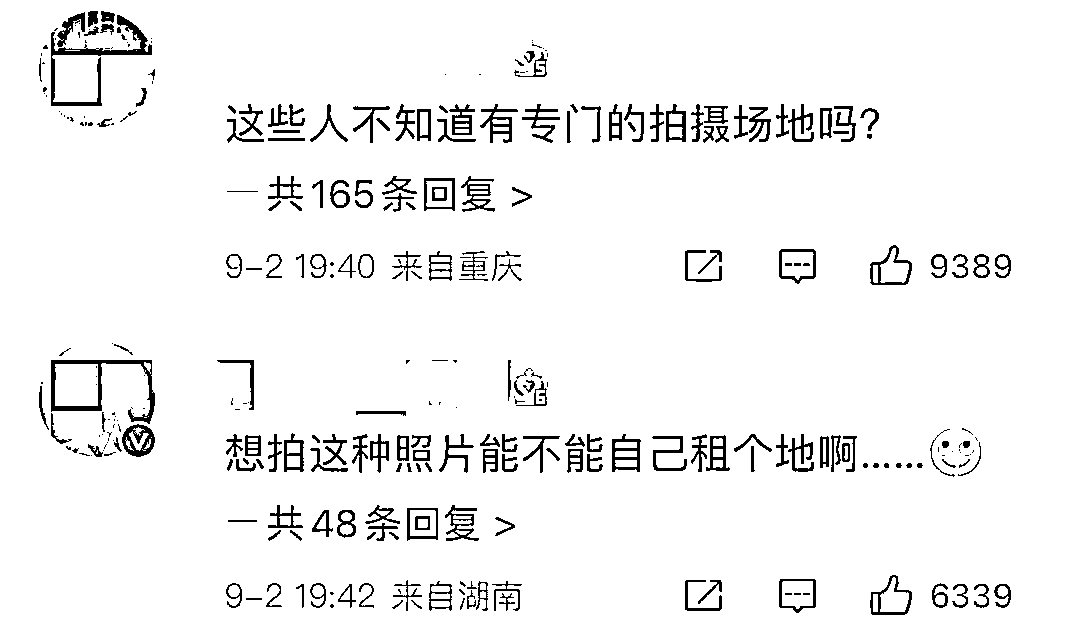 这些人不知道有专门的拍摄场地吗？
一共165条回复 >
9-2 19:40 来自重庆
9389
想拍这种照片能不能自己租个地啊……
一共48条回复 >
9-2 19:42 来自湖南
6339